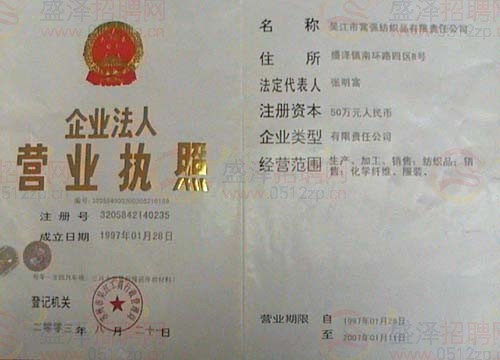 盛泽招聘网
企业法人
营业执照
注 册 号 3205842140235
成立日期 1997年01月28日
登记机关
二零零三年 八 月 二十一 日
名 称 吴江市富强纺织品有限责任公司
住 所 盛泽镇南环路四区8号
法定代表人 张明富
注册资本 50万元人民币
企业类型 有限责任公司
经营范围 生产、加工、销售：纺织品；销
售：化学纤维、服装。
营业期限 自 1997年01月28日
至 2007年01月11日